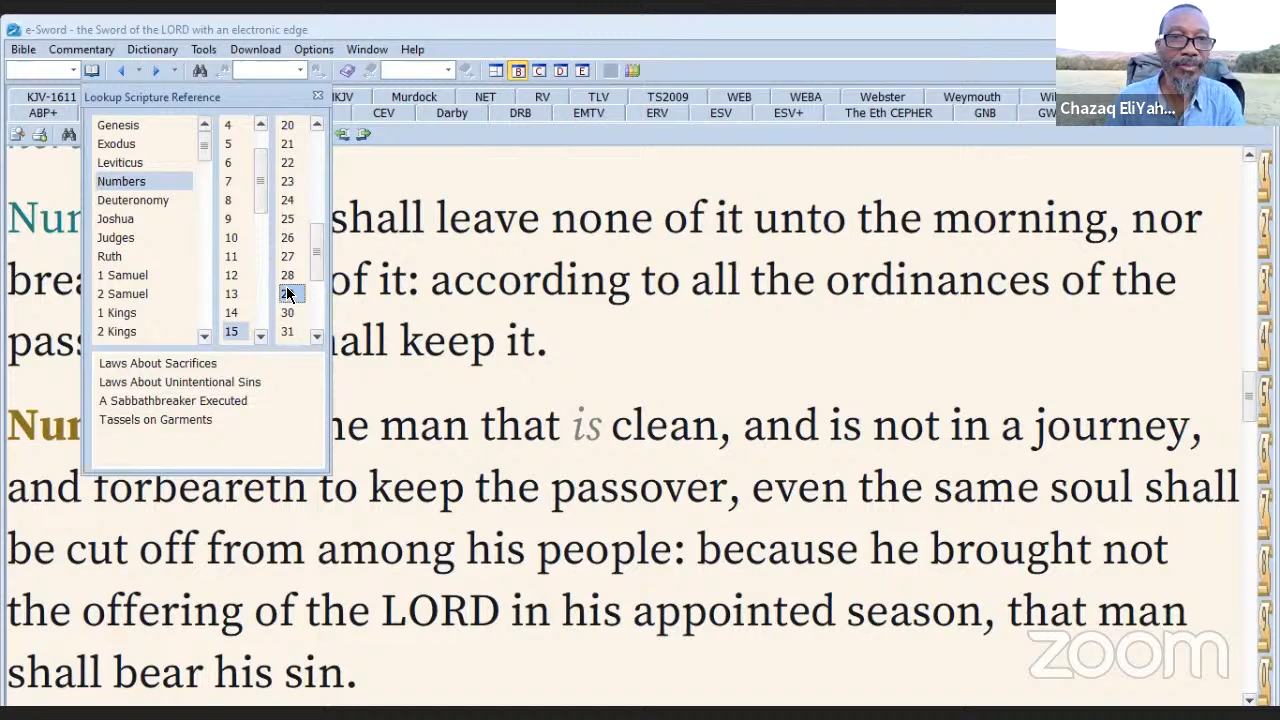 e-Sword - the Sword of the LORD with an electronic edge
Bible Commentary Dictionary Tools Download Options Window Help
B C D E
KJV-1611 Lookup Scripture Reference Murdock NET RV TLV TS2009 WEB WEBA Webster Weymouth
ABP+ CEV Darby DRB EMTV ERV ESV ESV+ The Eth CEPHER GNB
Chazaq EliYah...
Genesis 4 20
Exodus 5 21
Leviticus 6 22
Numbers 7 23
Deuteronomy 8 24
Joshua 9 25
Judges 10 26
Ruth 11 27
1 Samuel 12 28
2 Samuel 13
1 Kings 14 30
2 Kings 15 31
Laws About Sacrifices
Laws About Unintentional Sins
A Sabbathbreaker Executed
Tassels on Garments
shall leave none of it unto the morning, nor
of it: according to all the ordinances of the
keep it.
man that is clean, and is not in a journey,
and forbeareth to keep the passover, even the same soul shall
be cut off from among his people: because he brought not
the offering of the LORD in his appointed season, that man
shall bear his sin.
zoom